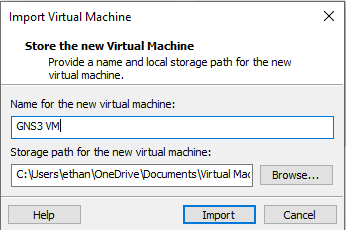 Import Virtual Machine
Store the new Virtual Machine
Provide a name and local storage path for the new
virtual machine.
Name for the new virtual machine:
GNS3 VM
Storage path for the new virtual machine:
C:\Users\ethan\OneDrive\Documents\Virtual Mac
Browse...
Help
Import
Cancel